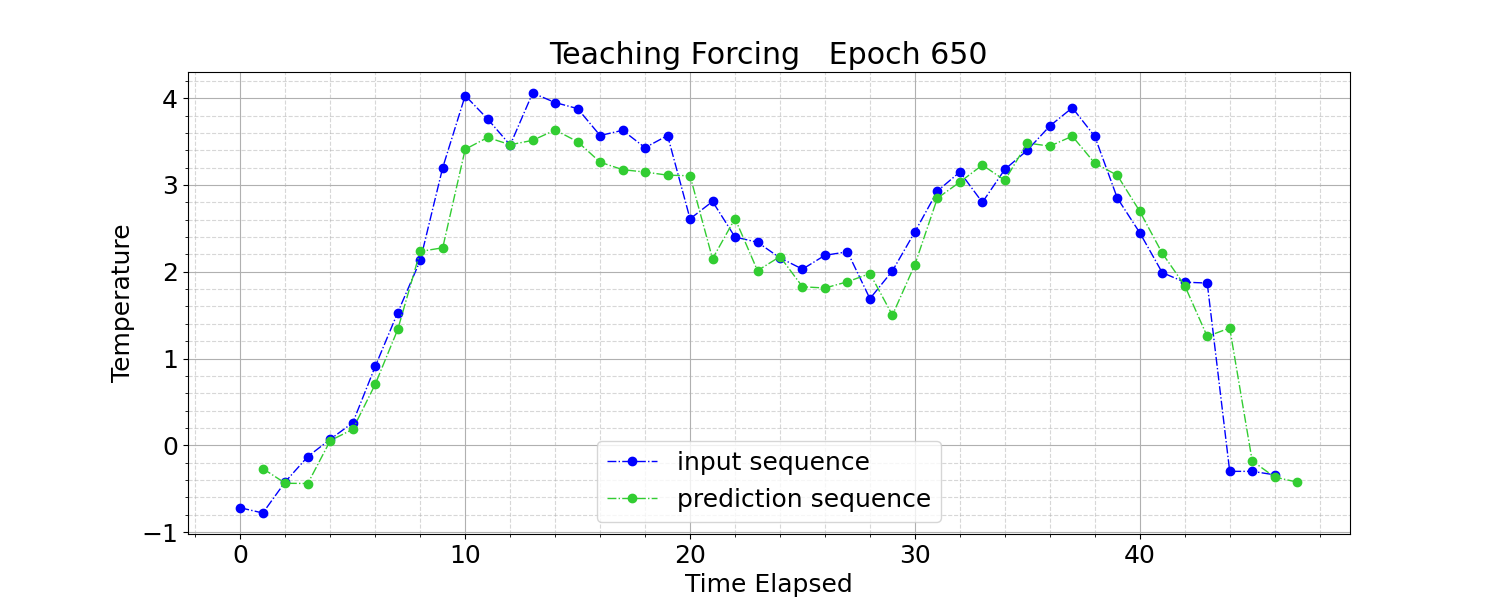 Teaching Forcing   Epoch 650
4
3
2
1
0
−1
Temperature
input sequence
prediction sequence
0 10 20 30 40
Time Elapsed